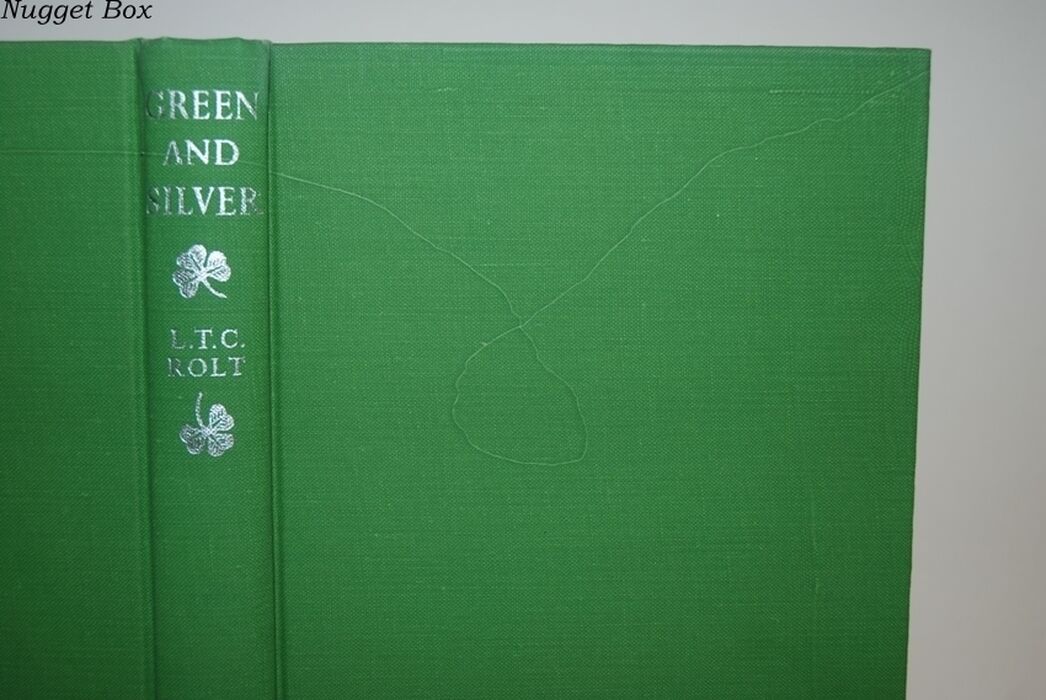 Nugget Box
GREEN
AND
SILVER
L.T.C.
ROLT